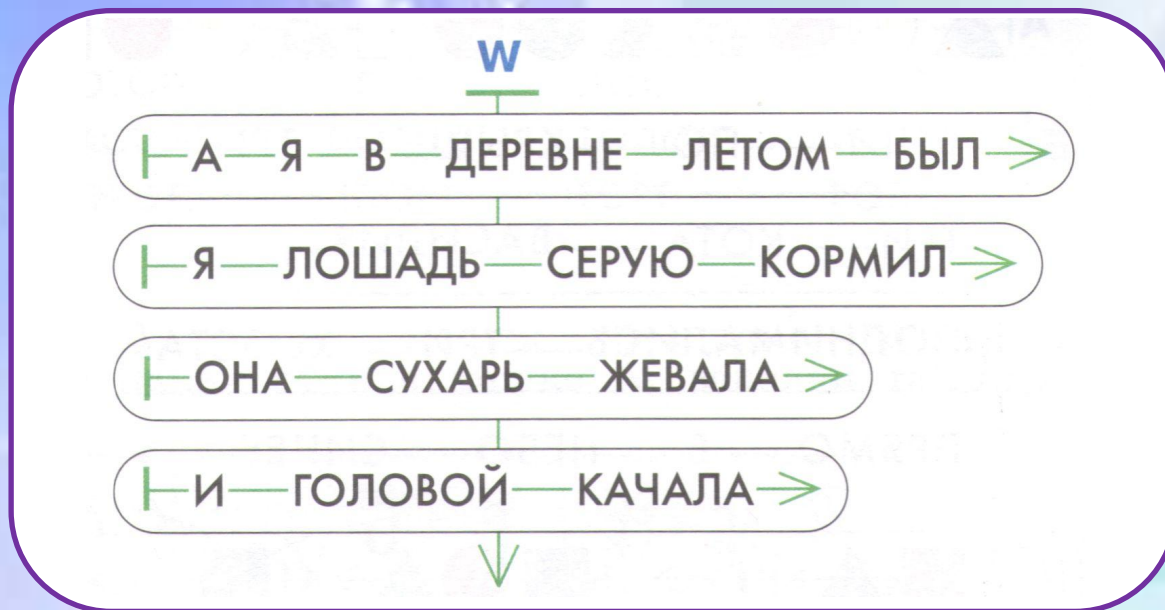 W
А Я В ДЕРЕВНЕ ЛЕТОМ БЫЛ
Я ЛОШАДЬ СЕРУЮ КОРМИЛ
ОНА СУХАРЬ ЖЕВАЛА
И ГОЛОВОЙ КАЧАЛА